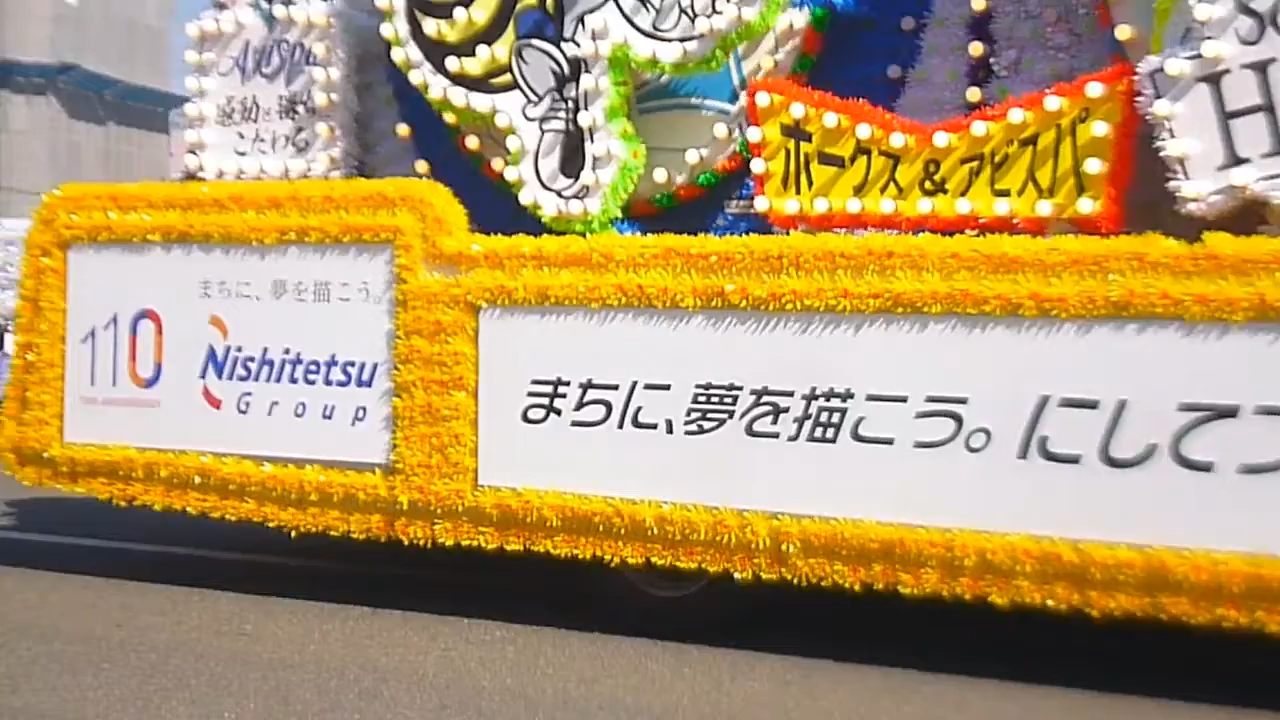 Avispa
感動と勝ちに
こだわる
ホークス & アビスパ
H
まちに、夢を描こう。
110
Nishitetsu
Group
まちに、夢を描こう。にしてつ